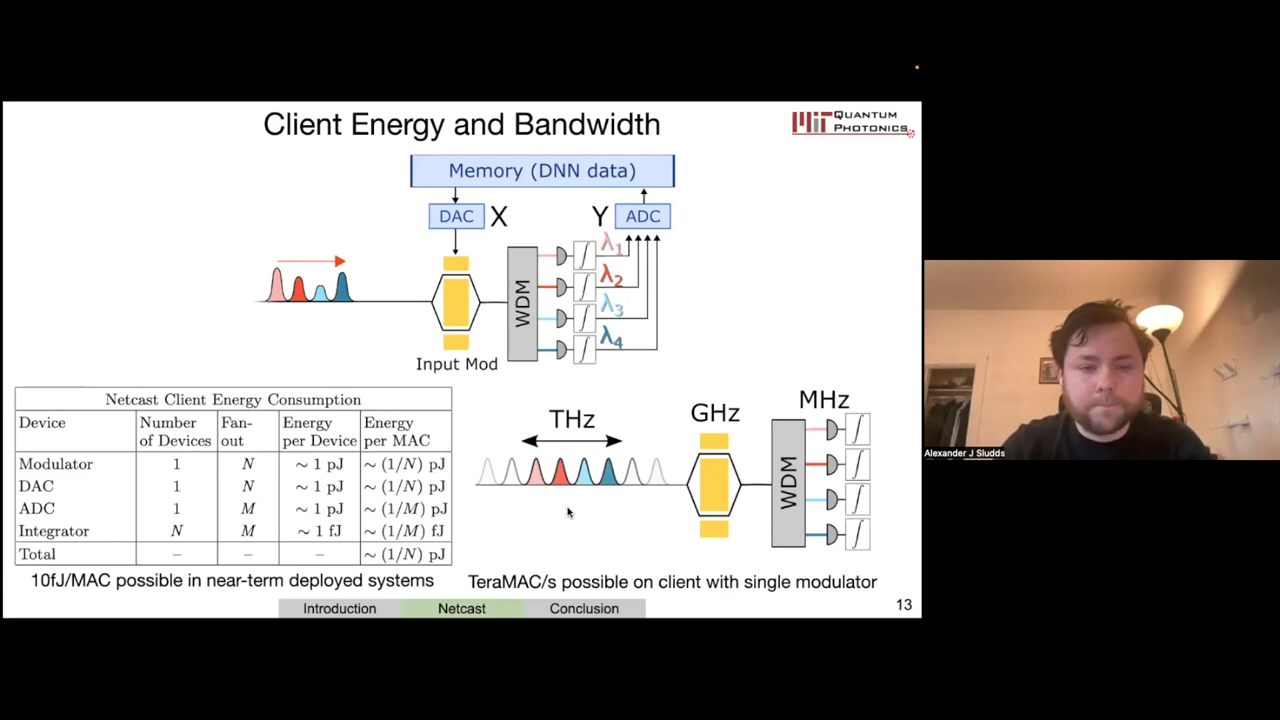 Client Energy and Bandwidth
MiT QUANTUM PHOTONICS
Memory (DNN data)
DAC X Y ADC
λ1
λ2
λ3
λ4
WDM
Input Mod
Netcast Client Energy Consumption
Device Number of Devices Fan-out Energy per Device Energy per MAC
Modulator 1 N ~ 1 pJ ~ (1/N) pJ
DAC 1 N ~ 1 pJ ~ (1/N) pJ
ADC 1 M ~ 1 pJ ~ (1/M) pJ
Integrator N M ~ 1 fJ ~ (1/M) fJ
Total – – – ~ (1/N) pJ
10fJ/MAC possible in near-term deployed systems
THz
GHz
MHz
WDM
TeraMAC/s possible on client with single modulator
Introduction Netcast Conclusion
13
Alexander J Sludds